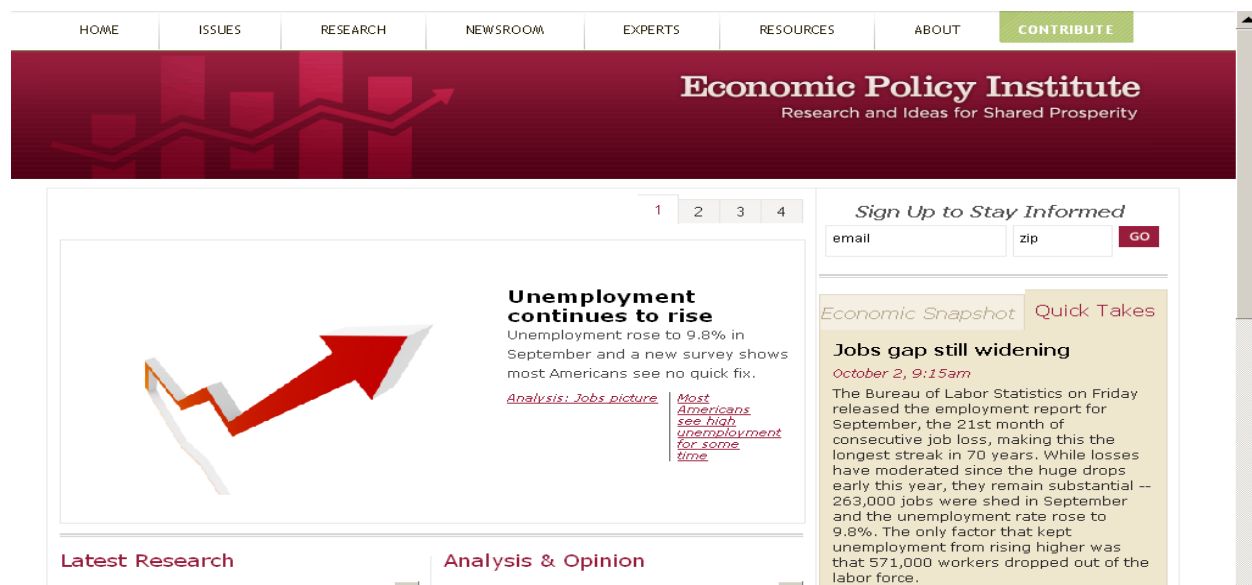 HOME ISSUES RESEARCH NEWSROOM EXPERTS RESOURCES ABOUT CONTRIBUTE
Economic Policy Institute
Research and Ideas for Shared Prosperity
1 2 3 4
Unemployment
continues to rise
Unemployment rose to 9.8% in
September and a new survey shows
most Americans see no quick fix.
Analysis: Jobs picture
Most
Americans
see high
unemployment
for some
time
Sign Up to Stay Informed
email zip GO
Economic Snapshot Quick Takes
Jobs gap still widening
October 2, 9:15am
The Bureau of Labor Statistics on Friday
released the employment report for
September, the 21st month of
consecutive job loss, making this the
longest streak in 70 years. While losses
have moderated since the huge drops
early this year, they remain substantial --
263,000 jobs were shed in September
and the unemployment rate rose to
9.8%. The only factor that kept
unemployment from rising higher was
that 571,000 workers dropped out of the
labor force.
Latest Research
Analysis & Opinion